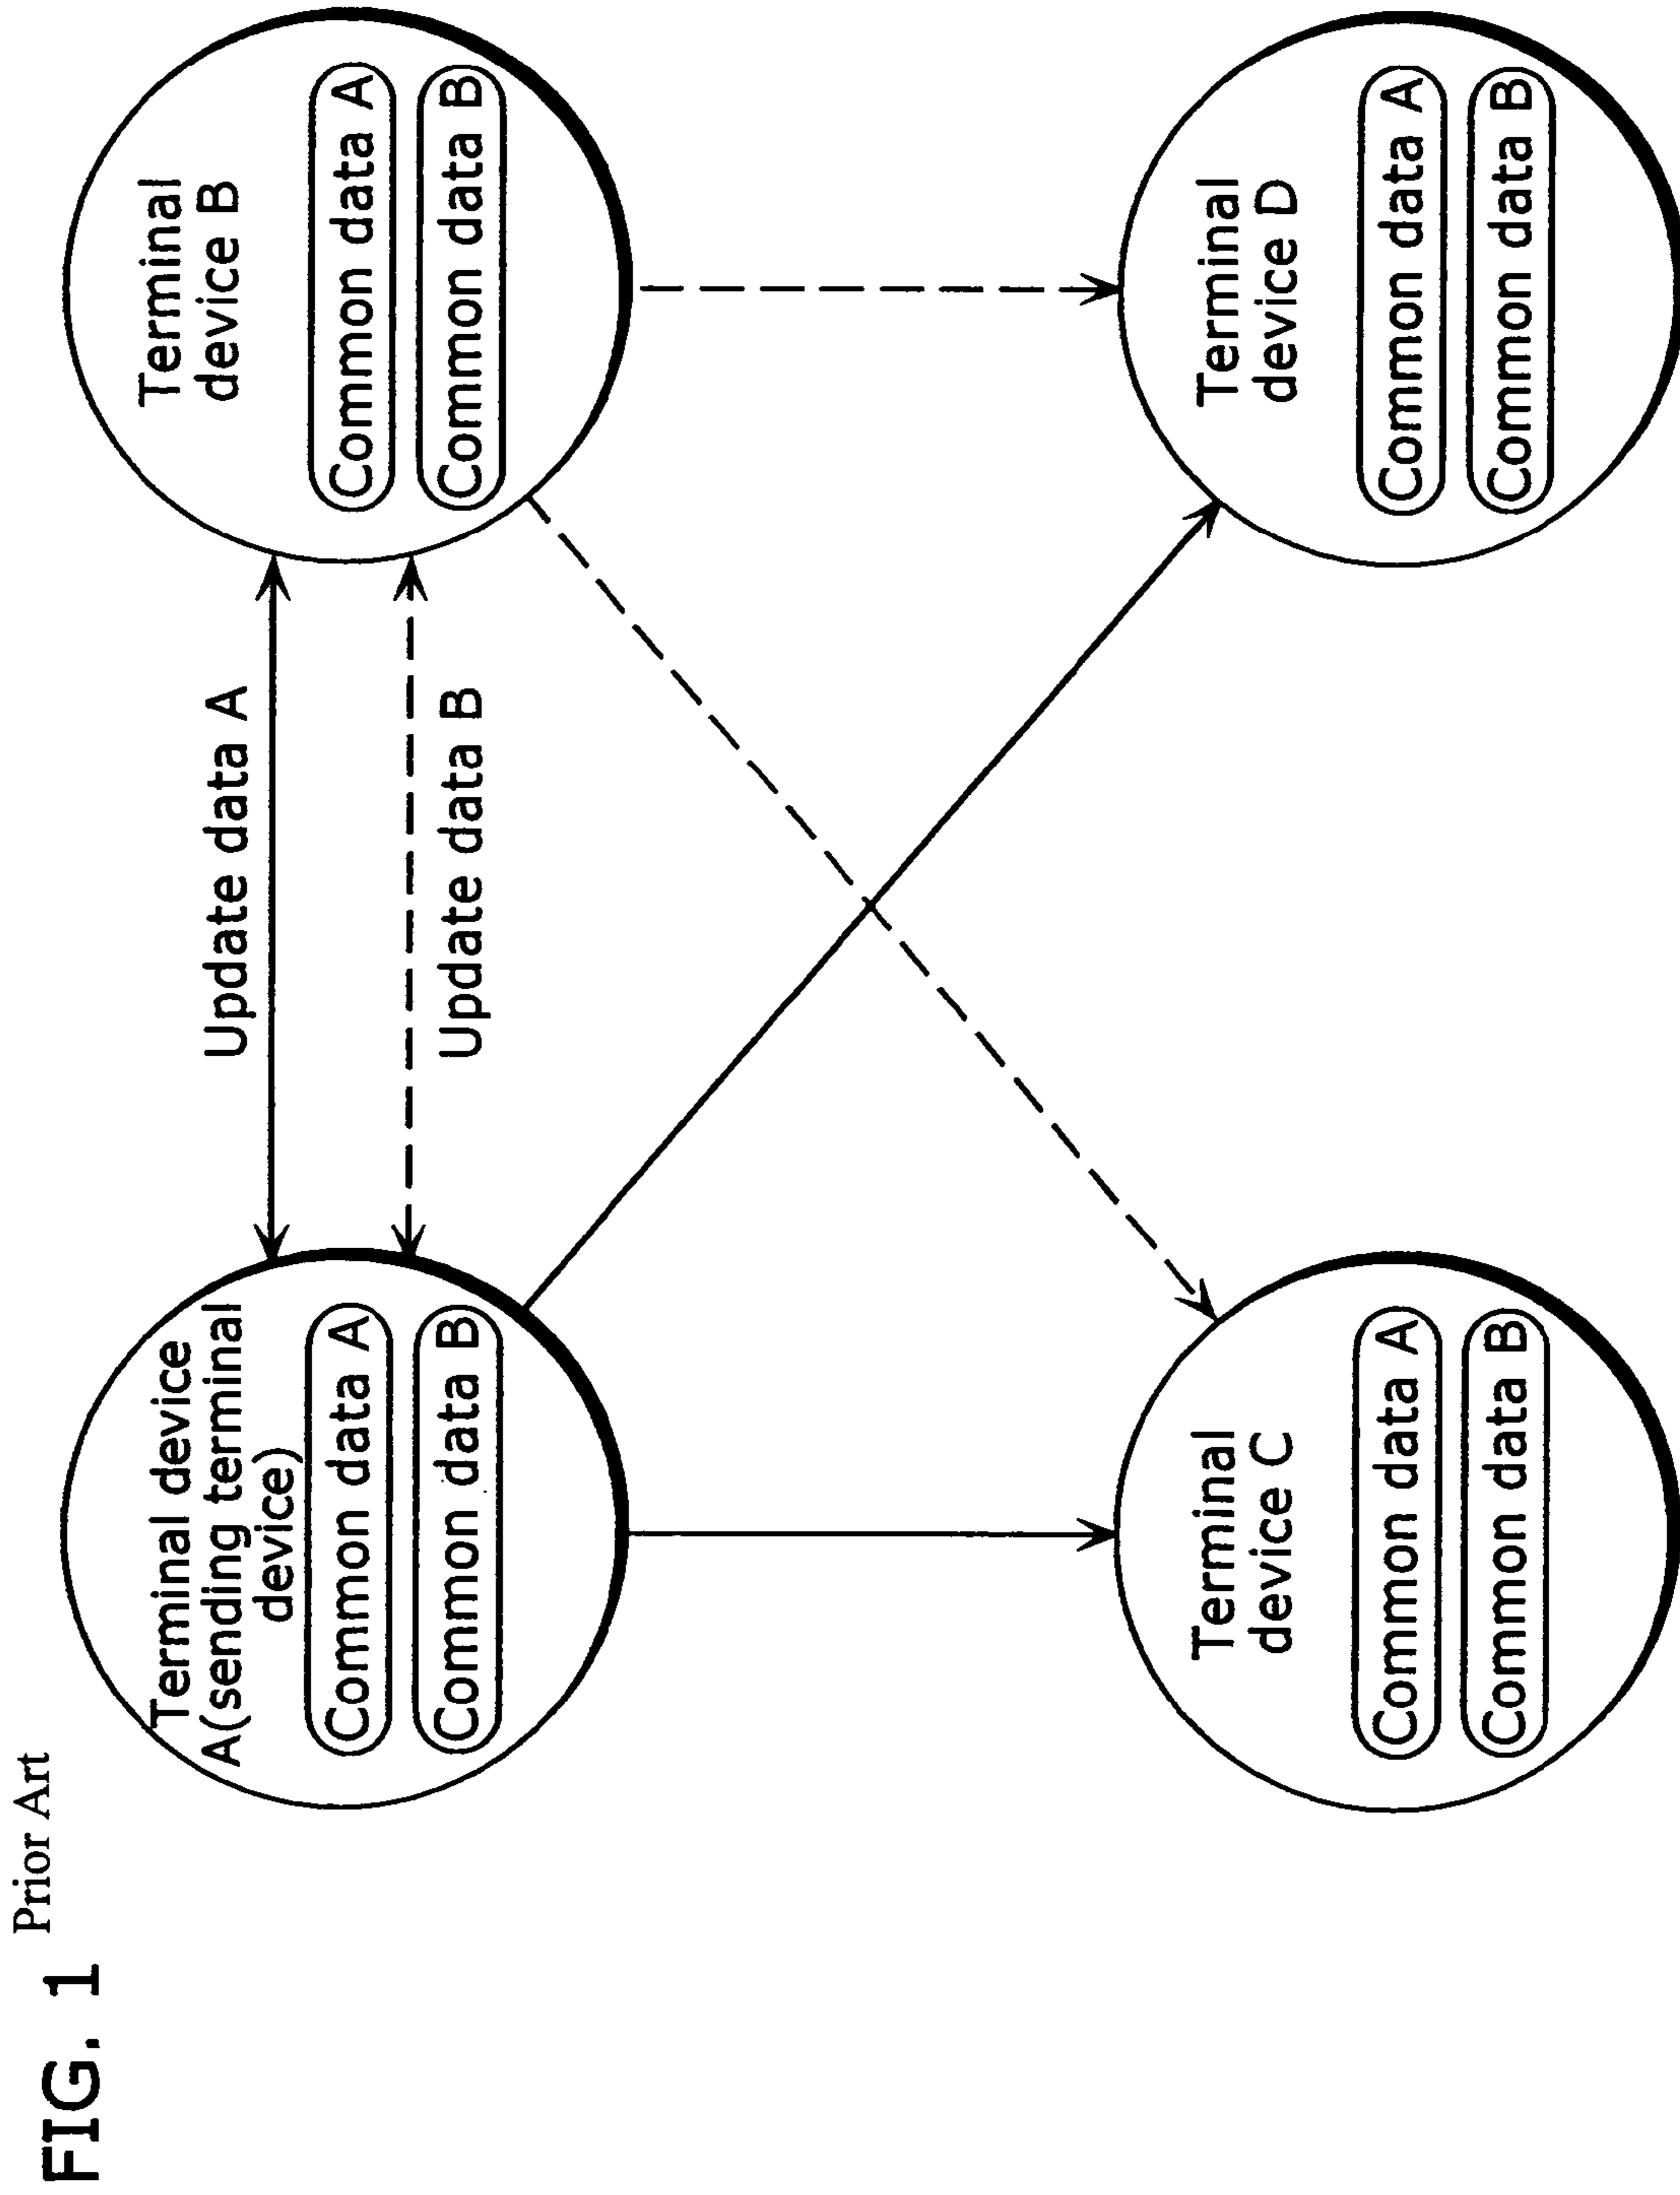 FIG. 1
Prior Art
Terminal device
A(sending terminal
device)
Common data A
Common data B
Update data A
Update data B
Terminal
device B
Common data A
Common data B
Terminal
device C
Common data A
Common data B
Terminal
device D
Common data A
Common data B